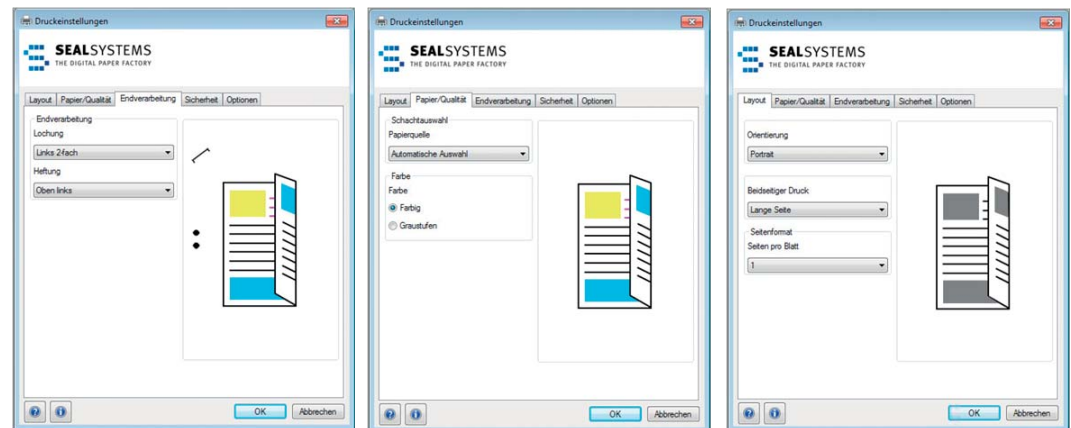 Druckeinstellungen
SEALSYSTEMS
THE DIGITAL PAPER FACTORY
Layout Papier/Qualität Endverarbeitung Sicherheit Optionen
Endverarbeitung
Lochung
Links 2-fach
Heftung
Oben links
OK Abbrechen
Druckeinstellungen
SEALSYSTEMS
THE DIGITAL PAPER FACTORY
Layout Papier/Qualität Endverarbeitung Sicherheit Optionen
Schachtauswahl
Papierquelle
Automatische Auswahl
Farbe
Farbe
Farbig
Graustufen
OK Abbrechen
Druckeinstellungen
SEALSYSTEMS
THE DIGITAL PAPER FACTORY
Layout Papier/Qualität Endverarbeitung Sicherheit Optionen
Orientierung
Portrait
Beidseitiger Druck
Lange Seite
Seitenformat
Seiten pro Blatt
1
OK Abbrechen